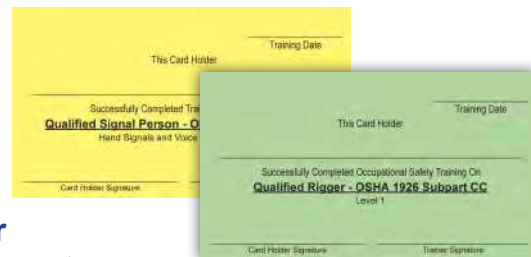 Training Date
This Card Holder
Successfully Completed
Qualified Signal Person - O
Hand Signals and Voice
Card Holder Signature
Training Date
This Card Holder
Successfully Completed Occupational Safety Training On
Qualified Rigger - OSHA 1926 Subpart CC
Level 1
Card Holder Signature
Trainer Signature
r